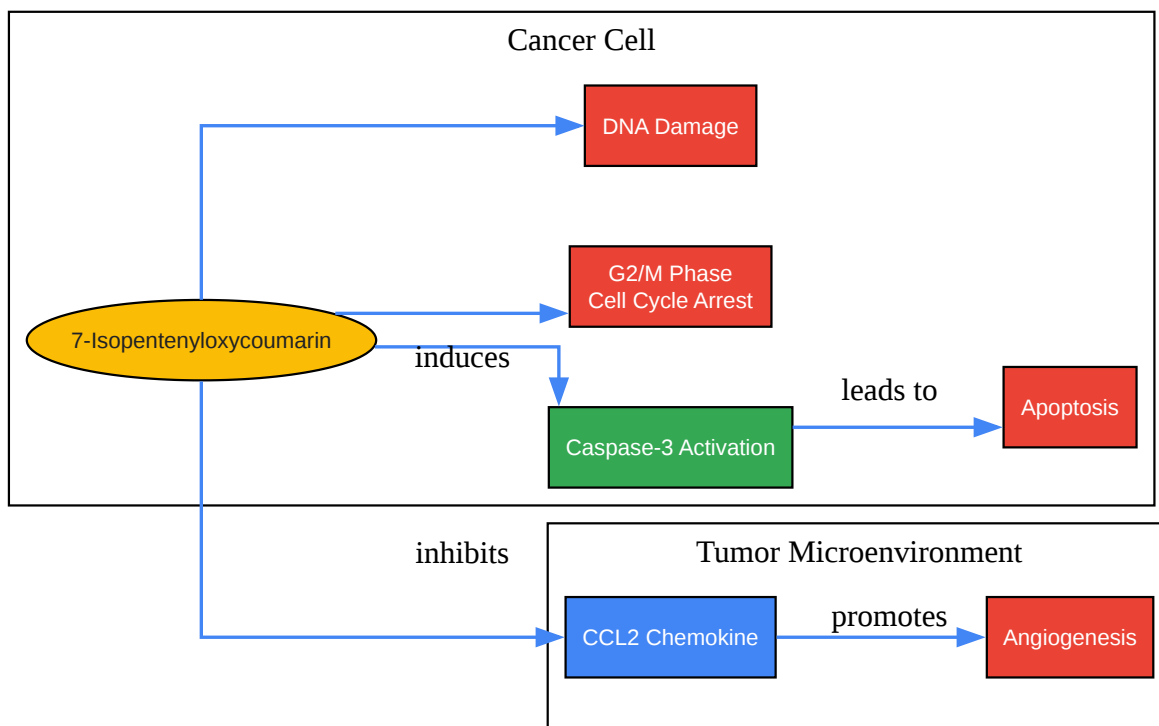 Cancer Cell
DNA Damage
G2/M Phase
Cell Cycle Arrest
7-Isopentenyloxycoumarin
induces
leads to
Apoptosis
Caspase-3 Activation
inhibits
Tumor Microenvironment
CCL2 Chemokine
promotes
Angiogenesis